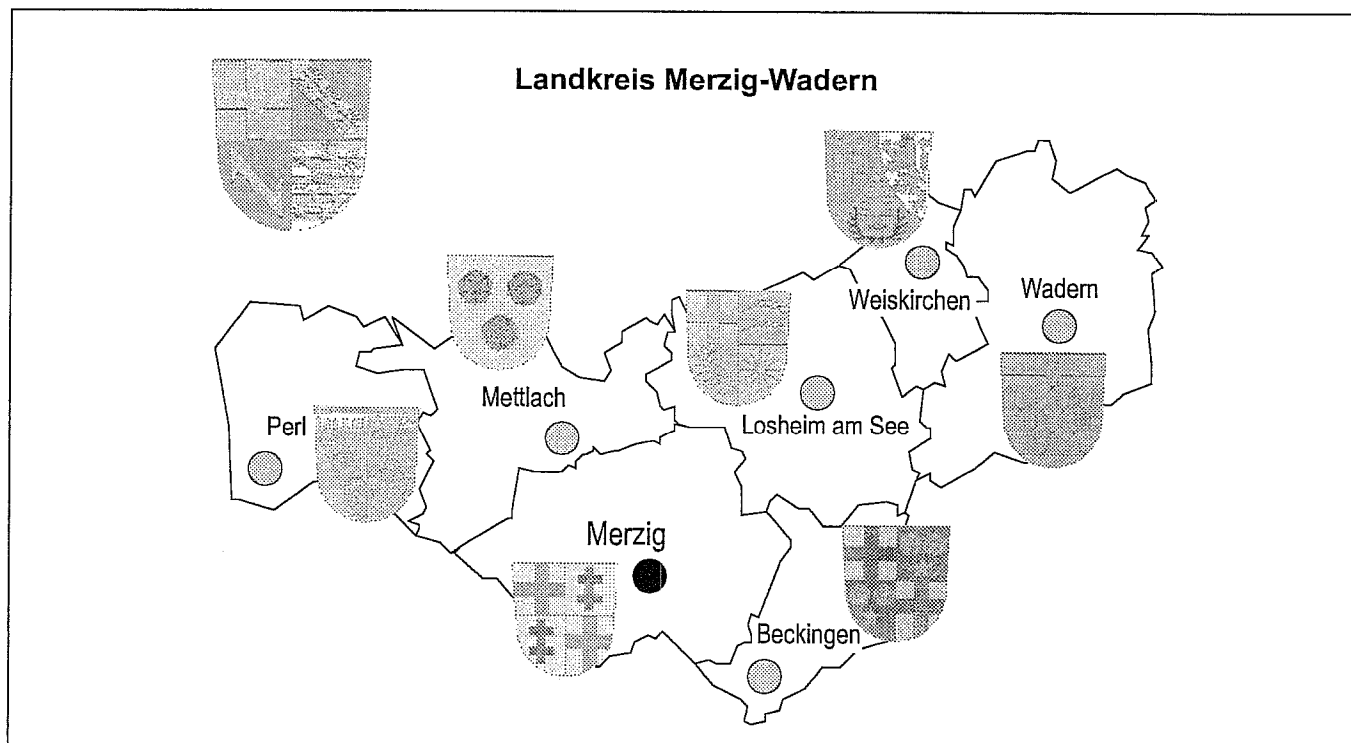 Landkreis Merzig-Wadern
Weiskirchen
Wadern
Mettlach
Losheim am See
Perl
Merzig
Beckingen